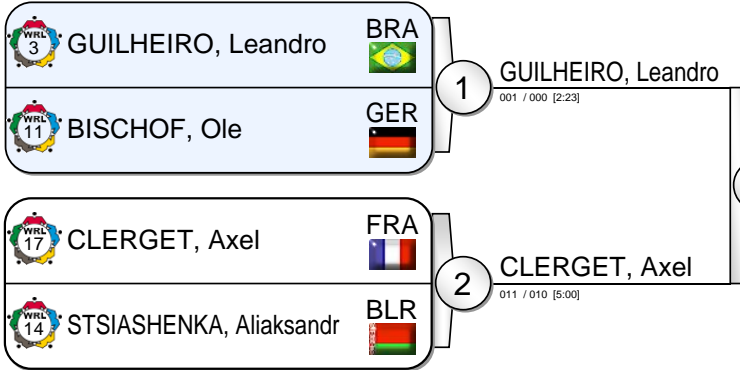 WRL
3
GUILHEIRO, Leandro
BRA
WRL
11
BISCHOF, Ole
GER
1
GUILHEIRO, Leandro
001 / 000 [2:23]
WRL
17
CLERGET, Axel
FRA
WRL
14
STSIASHENKA, Aliaksandr
BLR
2
CLERGET, Axel
011 / 010 [5:00]